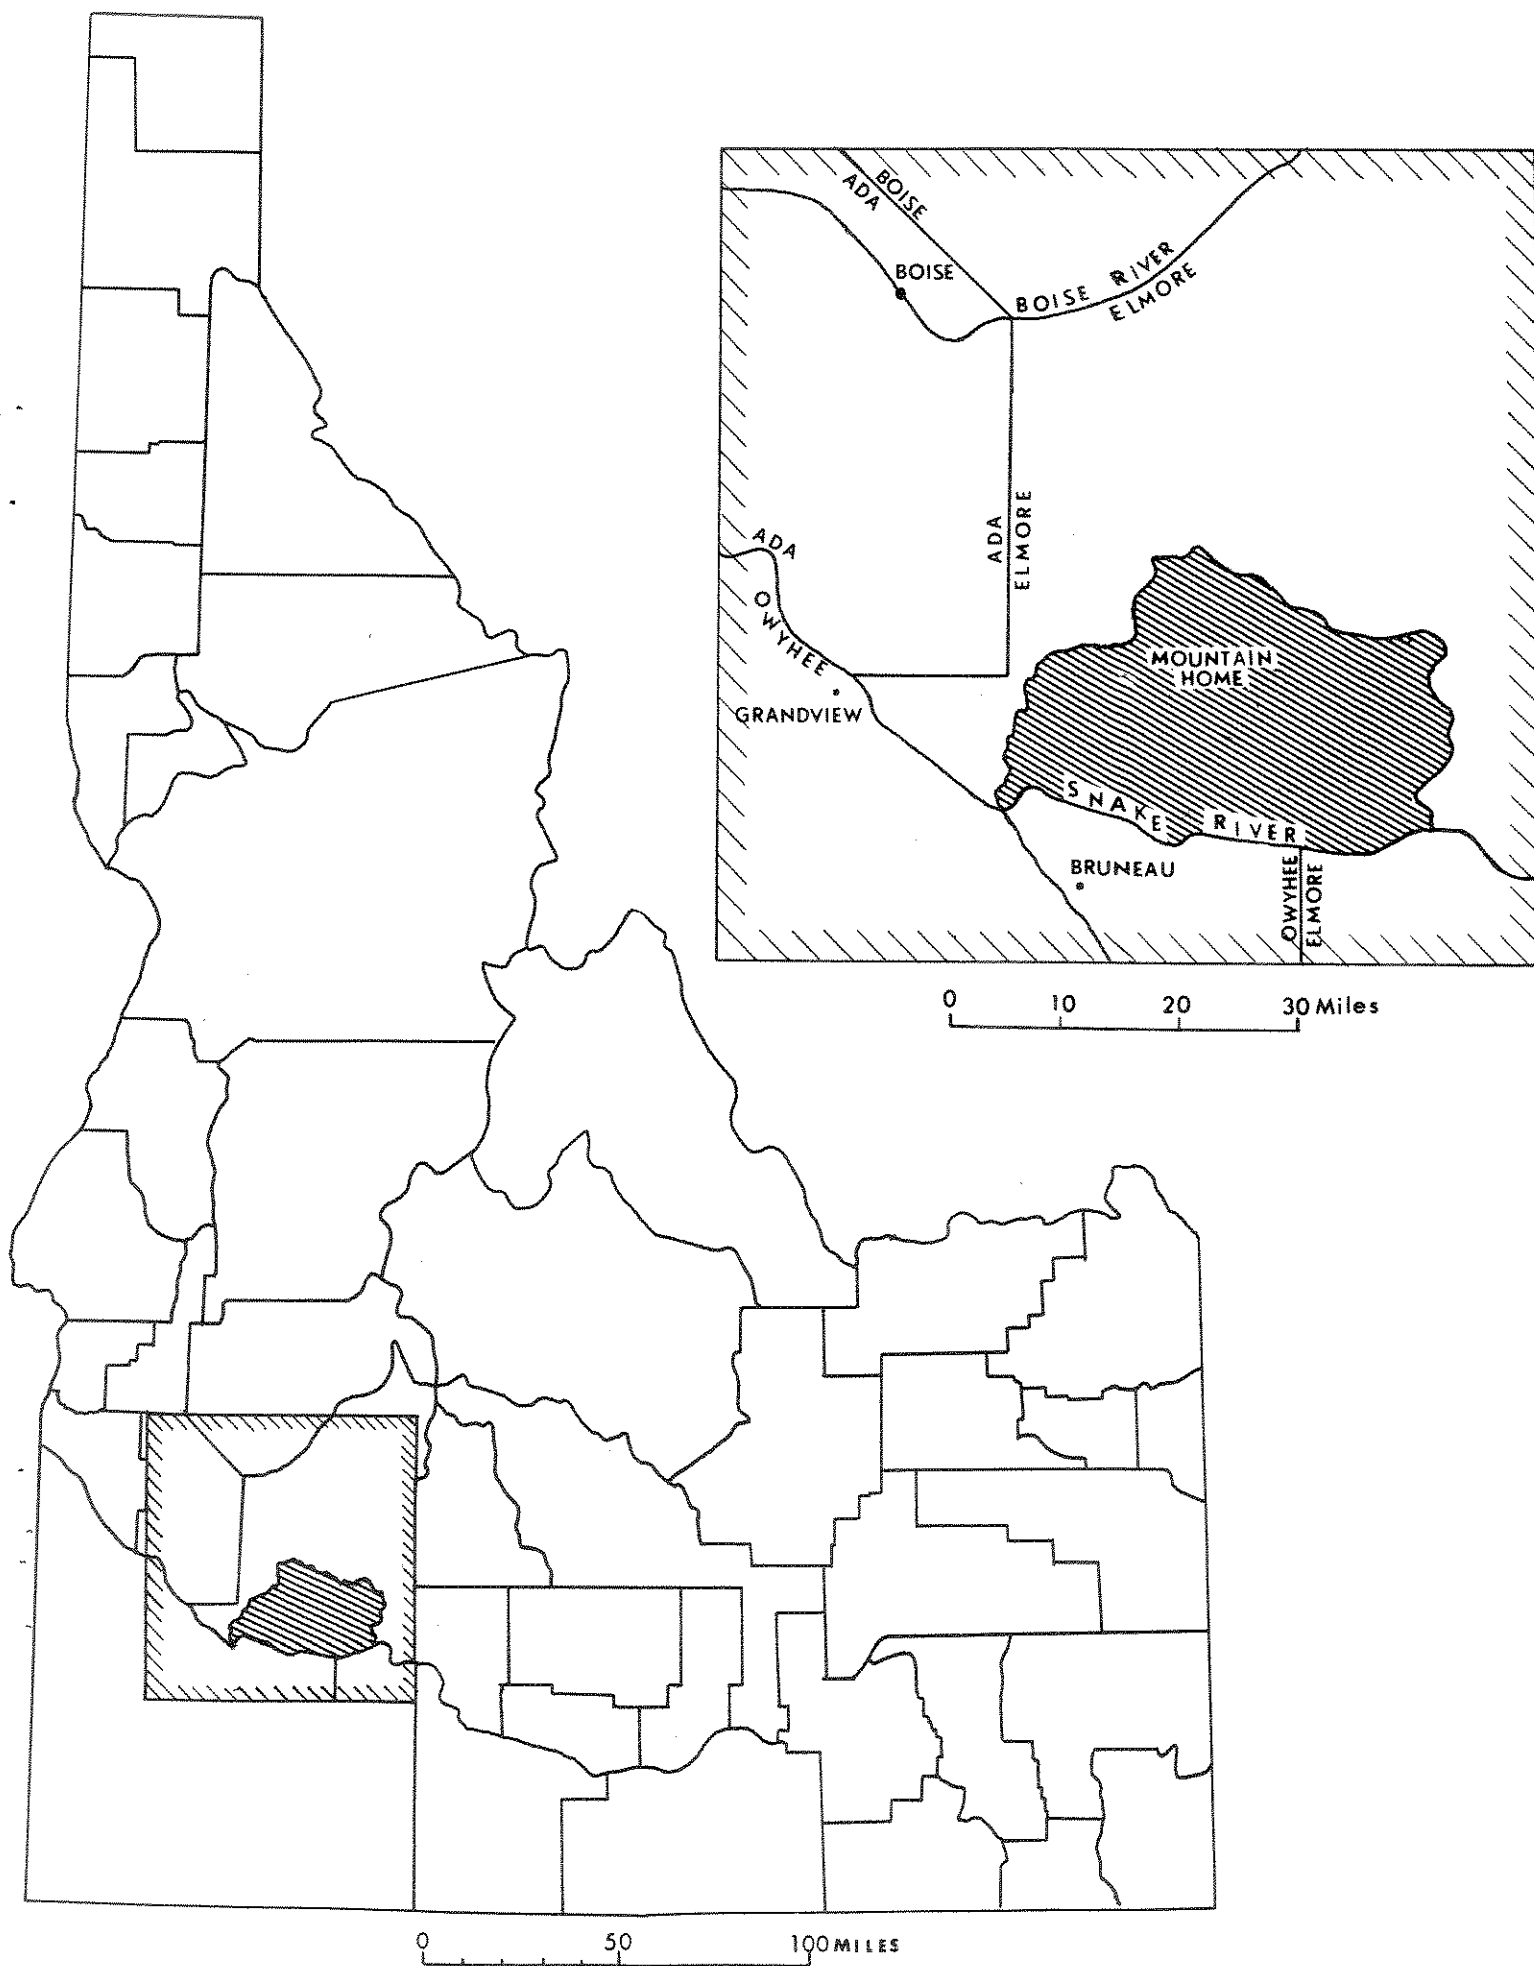 BOISE
ADA
BOISE
BOISE RIVER
ELMORE
ADA
ELMORE
ADA
OWYHEE
GRANDVIEW
MOUNTAIN
HOME
SNAKE RIVER
BRUNEAU
OWYHEE
ELMORE
0 10 20 30 Miles
0 50 100 MILES